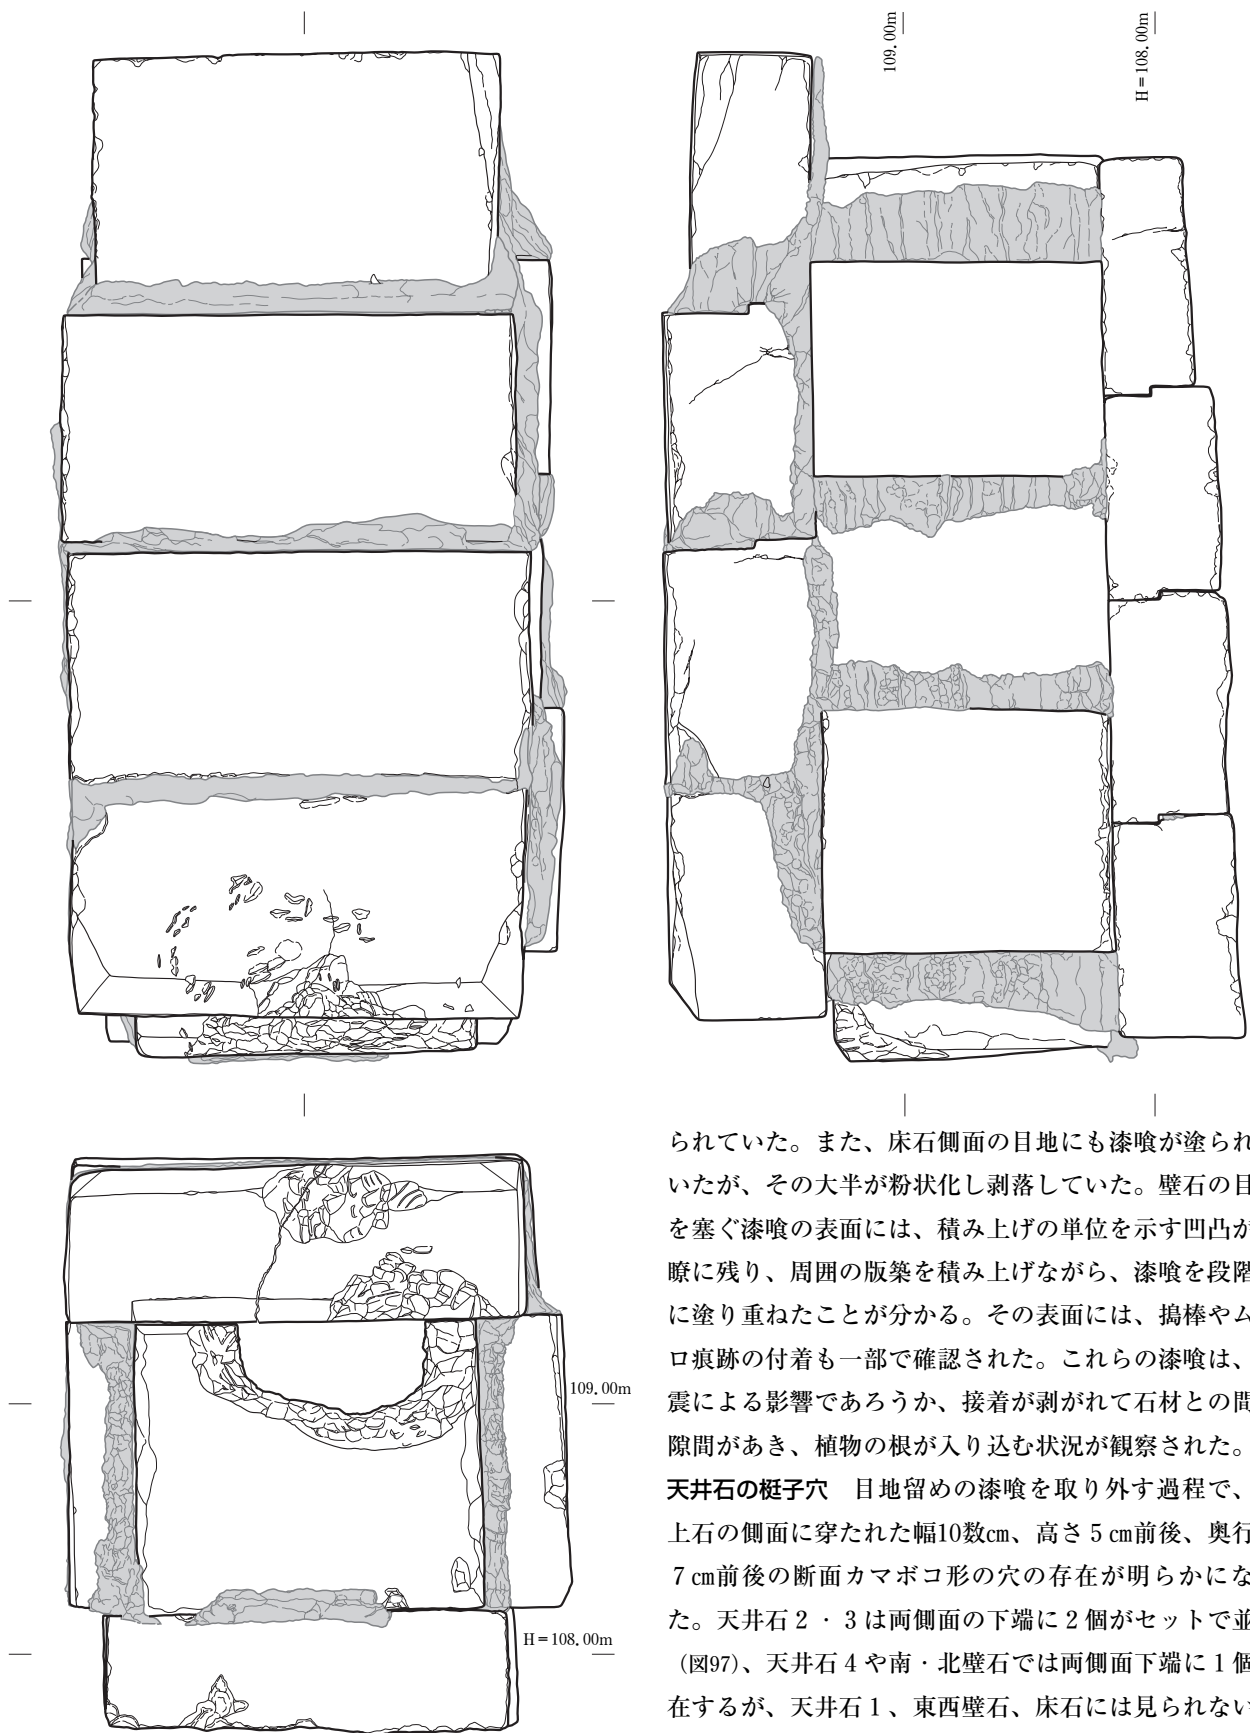 109.00m
H=108.00m
られていた。また、床石側面の目地にも漆喰が塗られ
いたが、その大半が粉状化し剥落していた。壁石の目
を塞ぐ漆喰の表面には、積み上げの単位を示す凹凸が
瞭に残り、周囲の版築を積み上げながら、漆喰を段階
に塗り重ねたことが分かる。その表面には、搗棒やム
ロ痕跡の付着も一部で確認された。これらの漆喰は、
震による影響であろうか、接着が剥がれて石材との間
隙間があき、植物の根が入り込む状況が観察された。
天井石の梃子穴　目地留めの漆喰を取り外す過程で、
上石の側面に穿たれた幅10数㎝、高さ５㎝前後、奥行
７㎝前後の断面カマボコ形の穴の存在が明らかにな
た。天井石２・３は両側面の下端に２個がセットで並
（図97）、天井石４や南・北壁石では両側面下端に１個
在するが、天井石１、東西壁石、床石には見られない
109.00m
H=108.00m